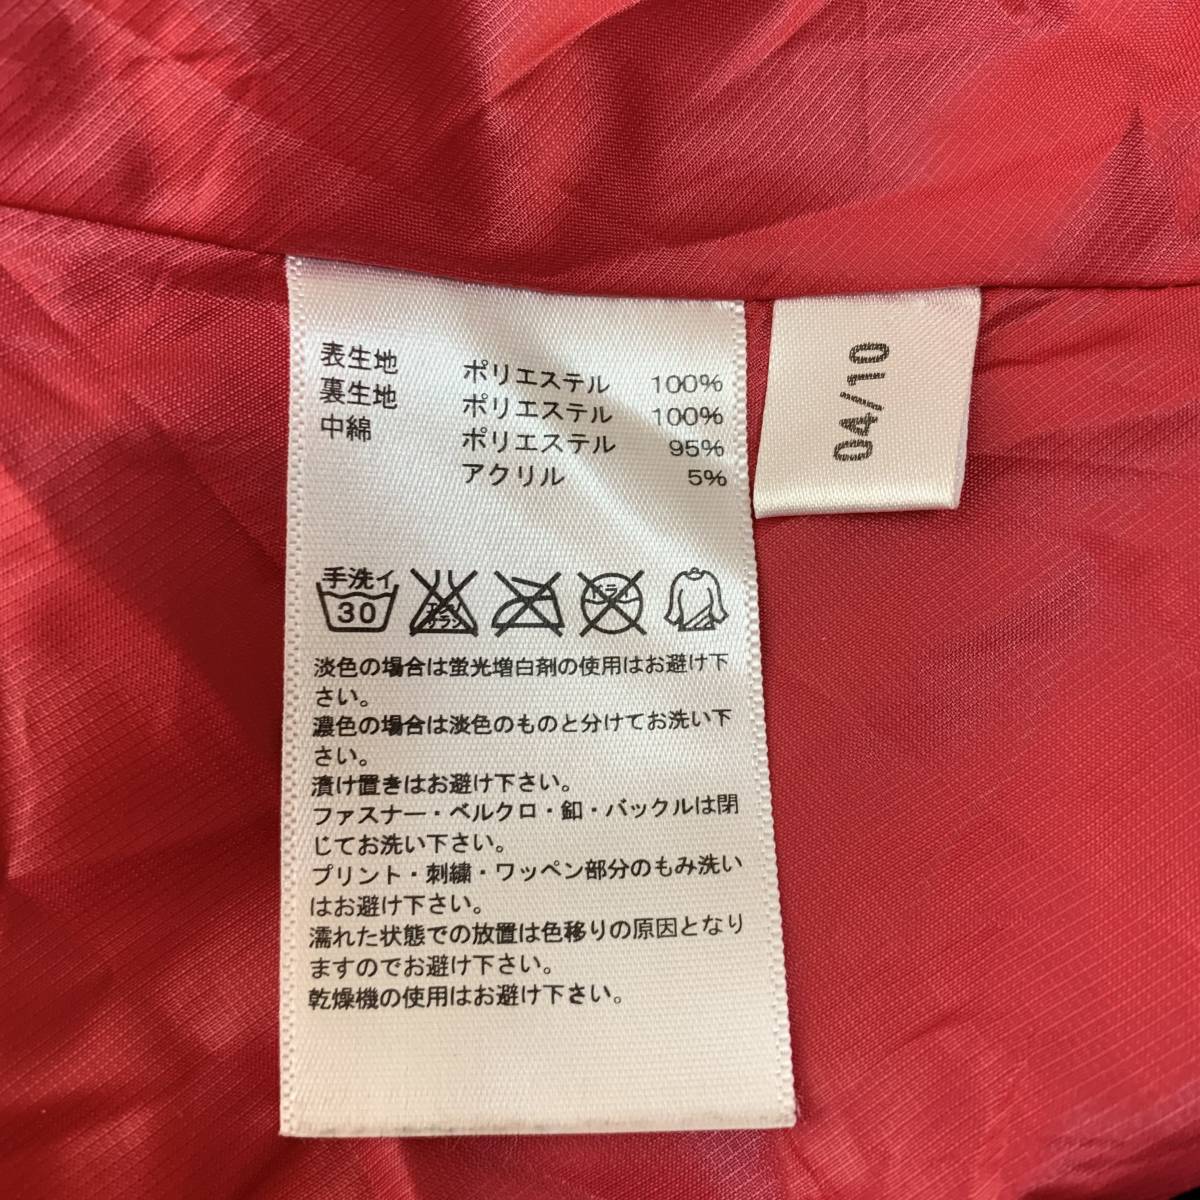 表生地 ポリエステル 100%
裏生地 ポリエステル 100%
中綿 ポリエステル 95%
アクリル 5%
手洗イ
30
エンソ
サラシ
ドライ
淡色の場合は蛍光増白剤の使用はお避け下
さい。
濃色の場合は淡色のものと分けてお洗い下
さい。
漬け置きはお避け下さい。
ファスナー・ベルクロ・釦・バックルは閉
じてお洗い下さい。
プリント・刺繍・ワッペン部分のもみ洗い
はお避け下さい。
濡れた状態での放置は色移りの原因となり
ますのでお避け下さい。
乾燥機の使用はお避け下さい。
04/10